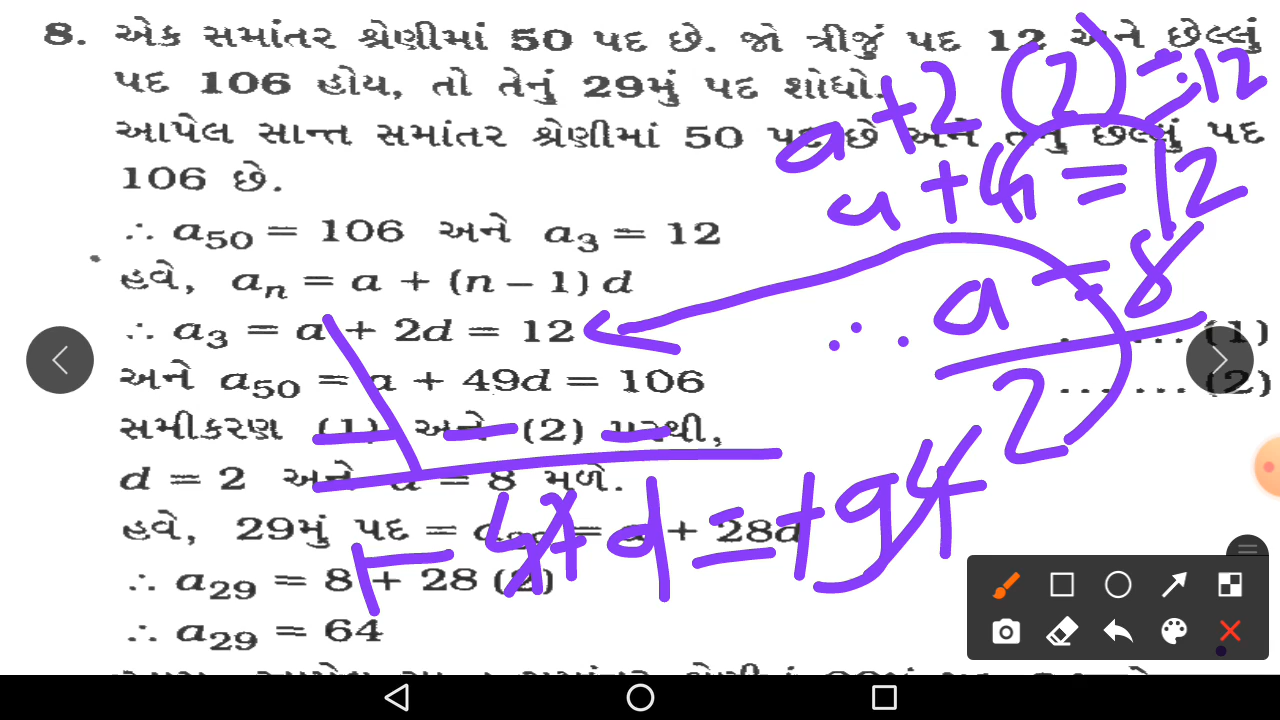 8. એક સમાંતર શ્રેણીમાં 50 પદ છે. જો ત્રીજું પદ 12 અને છેલ્લું
પદ 106 હોય, તો તેનું 29મું પદ શોધો.
આપેલ સાન્ત સમાંતર શ્રેણીમાં 50 પદ છે અને તેનું છેલ્લું પદ
106 છે.
∴ a50 = 106 અને a3 = 12
હવે, an = a + (n – 1) d
∴ a3 = a + 2d = 12 ...... (1)
અને a50 = a + 49d = 106 ...... (2)
સમીકરણ (1) અને (2) પરથી,
d = 2 અને a = 8 મળે.
હવે, 29મું પદ = a29 = a + 28d
∴ a29 = 8 + 28 (2)
∴ a29 = 64
a + 2 (2) = 12
a + 4 = 12
∴ a = 8
2